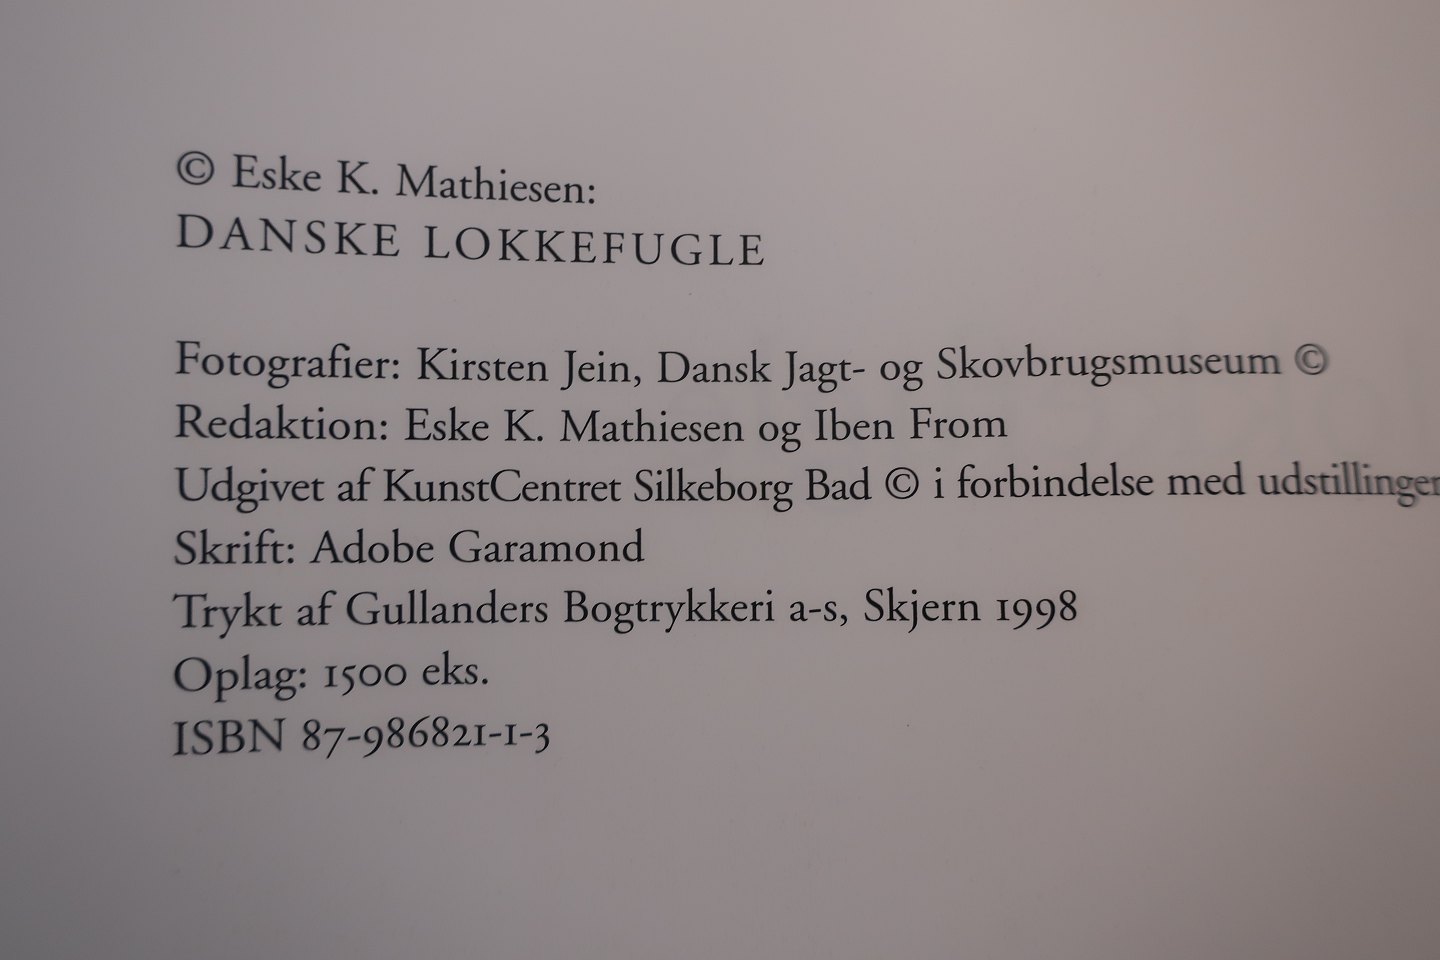 © Eske K. Mathiesen:
DANSKE LOKKEFUGLE
Fotografier: Kirsten Jein, Dansk Jagt- og Skovbrugsmuseum ©
Redaktion: Eske K. Mathiesen og Iben From
Udgivet af KunstCentret Silkeborg Bad © i forbindelse med udstillingen
Skrift: Adobe Garamond
Trykt af Gullanders Bogtrykkeri a-s, Skjern 1998
Oplag: 1500 eks.
ISBN 87-986821-1-3